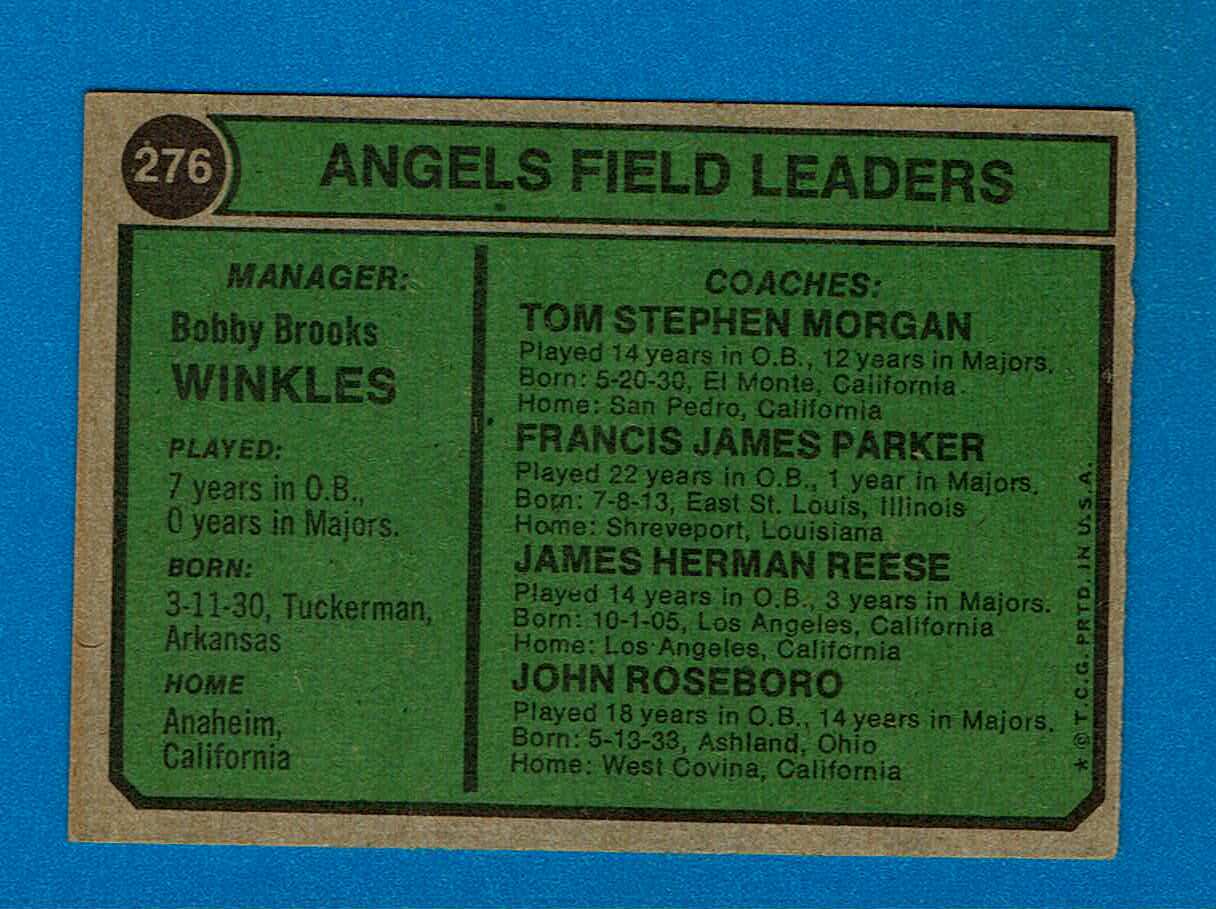 276
ANGELS FIELD LEADERS
MANAGER:
Bobby Brooks
WINKLES
PLAYED:
7 years in O.B.,
0 years in Majors.
BORN:
3-11-30, Tuckerman,
Arkansas
HOME
Anaheim,
California
COACHES:
TOM STEPHEN MORGAN
Played 14 years in O.B., 12 years in Majors.
Born: 5-20-30, El Monte, California
Home: San Pedro, California
FRANCIS JAMES PARKER
Played 22 years in O.B., 1 year in Majors.
Born: 7-8-13, East St. Louis, Illinois
Home: Shreveport, Louisiana
JAMES HERMAN REESE
Played 14 years in O.B., 3 years in Majors.
Born: 10-1-05, Los Angeles, California
Home: Los Angeles, California
JOHN ROSEBORO
Played 18 years in O.B., 14 years in Majors.
Born: 5-13-33, Ashland, Ohio
Home: West Covina, California
* © T.C.G. PRTD. IN U.S.A.